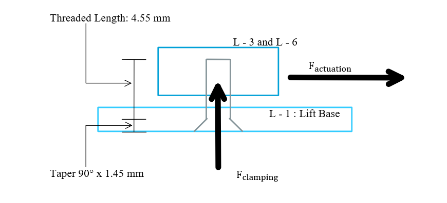 Threaded Length: 4.55 mm
L - 3 and L - 6
Factuation
L - 1 : Lift Base
Taper 90° x 1.45 mm
Fclamping